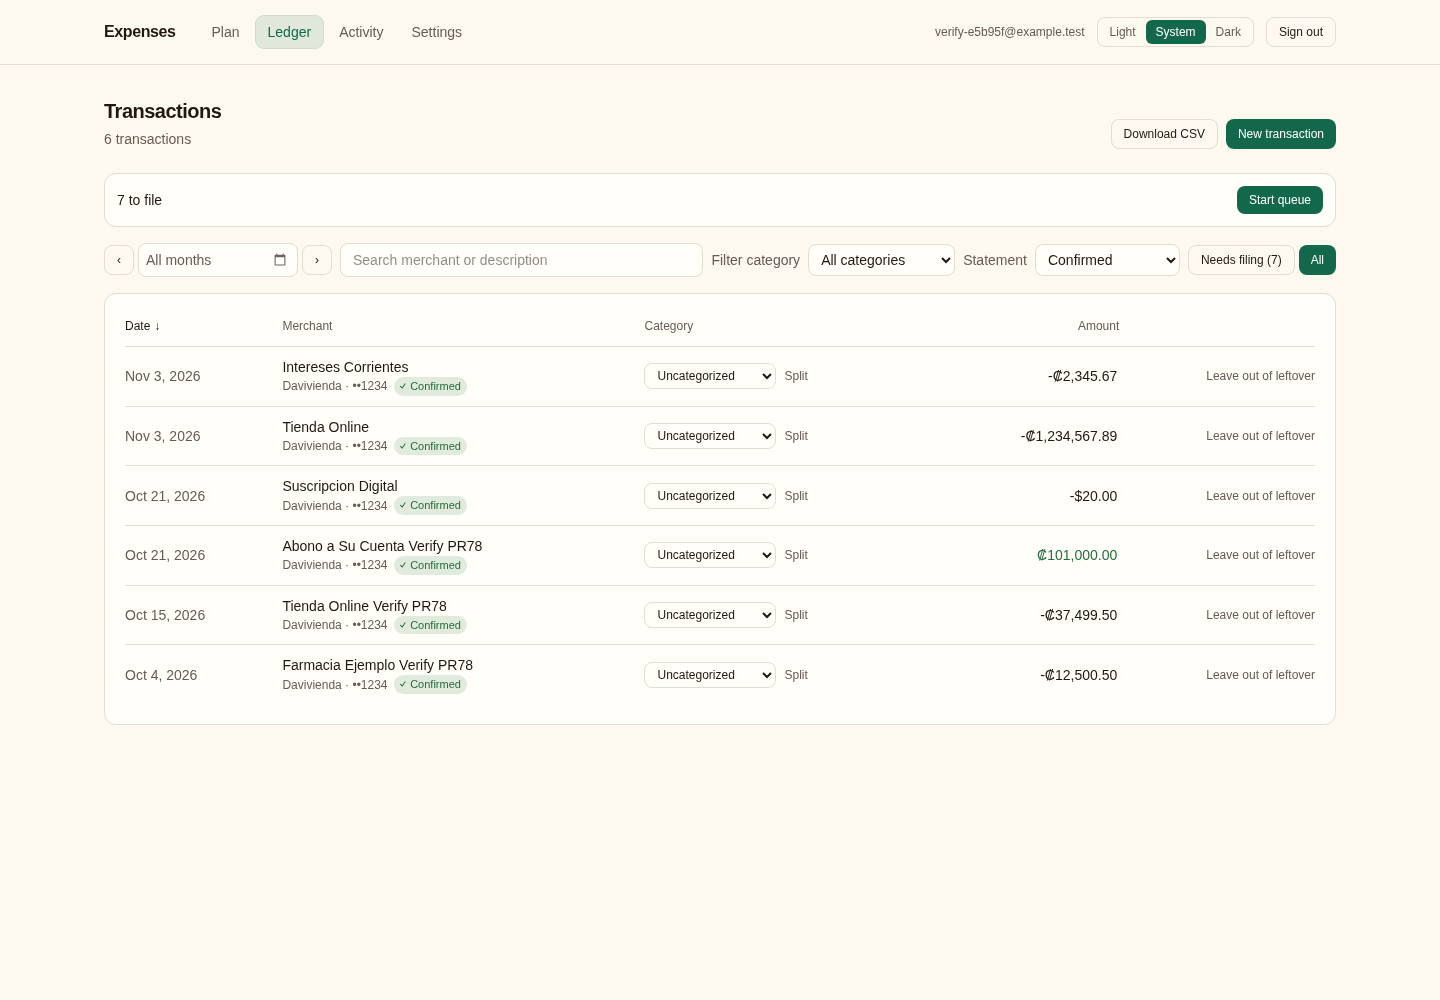 Expenses Plan Ledger Activity Settings verify-e5b95f@example.test Light System Dark Sign out
Transactions
6 transactions
Download CSV New transaction
7 to file Start queue
‹ All months › Search merchant or description Filter category All categories Statement Confirmed Needs filing (7) All
Date ↓ Merchant Category Amount
Nov 3, 2026 Intereses Corrientes Uncategorized Split -₡2,345.67 Leave out of leftover
Davivienda · ••1234 ✓ Confirmed
Nov 3, 2026 Tienda Online Uncategorized Split -₡1,234,567.89 Leave out of leftover
Davivienda · ••1234 ✓ Confirmed
Oct 21, 2026 Suscripcion Digital Uncategorized Split -$20.00 Leave out of leftover
Davivienda · ••1234 ✓ Confirmed
Oct 21, 2026 Abono a Su Cuenta Verify PR78 Uncategorized Split ₡101,000.00 Leave out of leftover
Davivienda · ••1234 ✓ Confirmed
Oct 15, 2026 Tienda Online Verify PR78 Uncategorized Split -₡37,499.50 Leave out of leftover
Davivienda · ••1234 ✓ Confirmed
Oct 4, 2026 Farmacia Ejemplo Verify PR78 Uncategorized Split -₡12,500.50 Leave out of leftover
Davivienda · ••1234 ✓ Confirmed